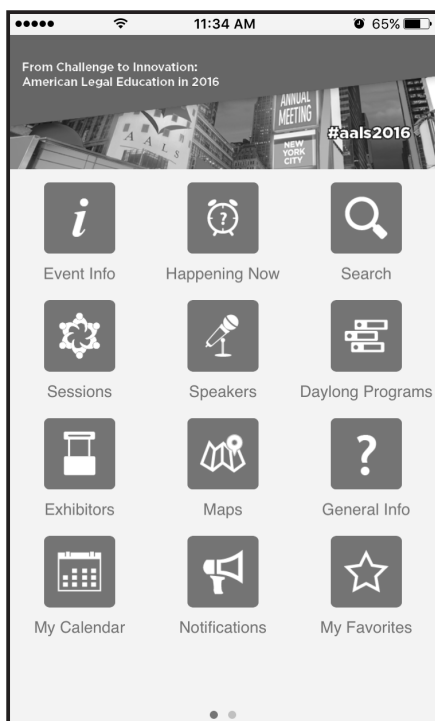 11:34 AM
65%
From Challenge to Innovation:
American Legal Education in 2016
ANNUAL
MEETING
NEW
YORK
CITY
A A L S
#aals2016
i
?
Event Info
Happening Now
Search
Sessions
Speakers
Daylong Programs
?
Exhibitors
Maps
General Info
My Calendar
Notifications
My Favorites